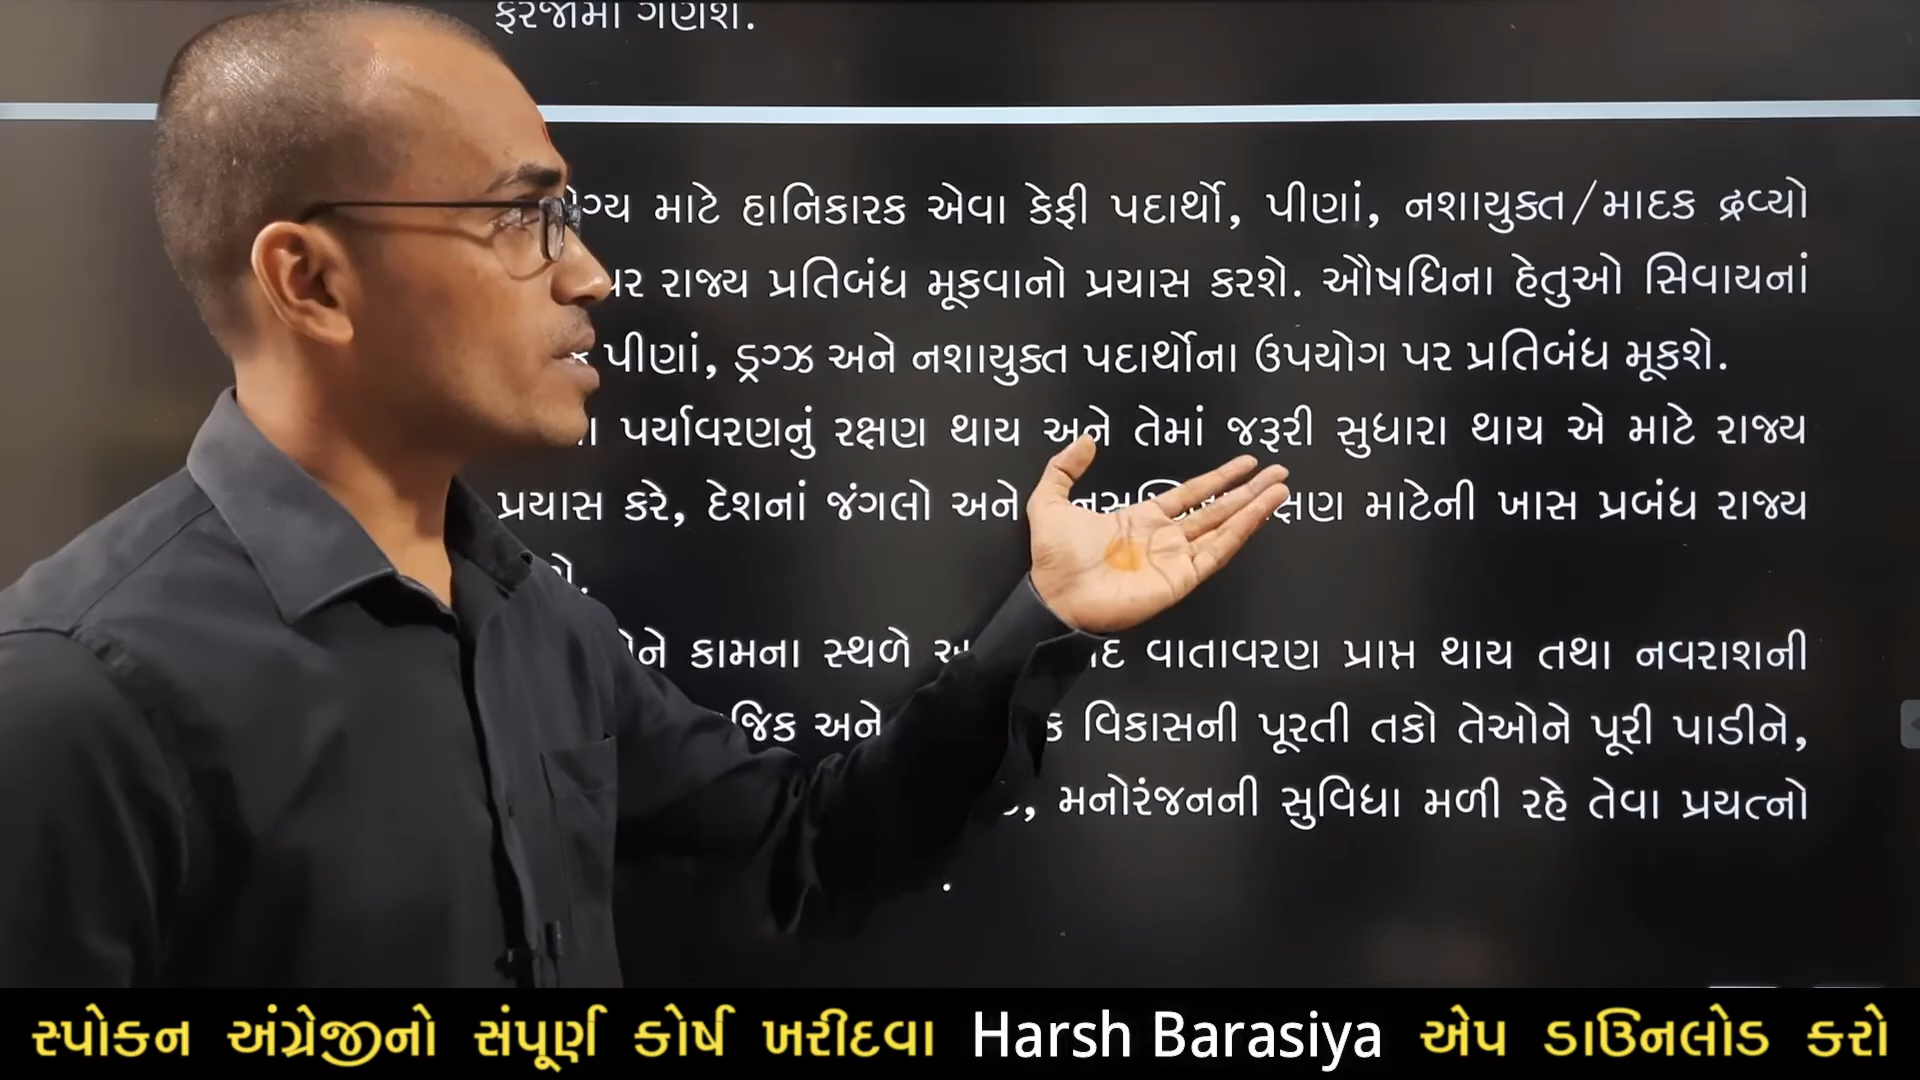 ફરજોમાં ગણશે.
માટે હાનિકારક એવા કેફી પદાર્થો, પીણાં, નશાયુક્ત/માદક દ્રવ્યો
પર રાજ્ય પ્રતિબંધ મૂકવાનો પ્રયાસ કરશે. ઔષધિના હેતુઓ સિવાયનાં
પીણાં, ડ્રગ્ઝ અને નશાયુક્ત પદાર્થોના ઉપયોગ પર પ્રતિબંધ મૂકશે.
પર્યાવરણનું રક્ષણ થાય અને તેમાં જરૂરી સુધારા થાય એ માટે રાજ્ય
પ્રયાસ કરે, દેશનાં જંગલો અને રક્ષણ માટેની ખાસ પ્રબંધ રાજ્ય
કામના સ્થળે વાતાવરણ પ્રાપ્ત થાય તથા નવરાશની
અને વિકાસની પૂરતી તકો તેઓને પૂરી પાડીને,
મનોરંજનની સુવિધા મળી રહે તેવા પ્રયત્નો
સ્પોકન અંગ્રેજીનો સંપૂર્ણ કોર્ષ ખરીદવા Harsh Barasiya એપ ડાઉનલોડ કરો